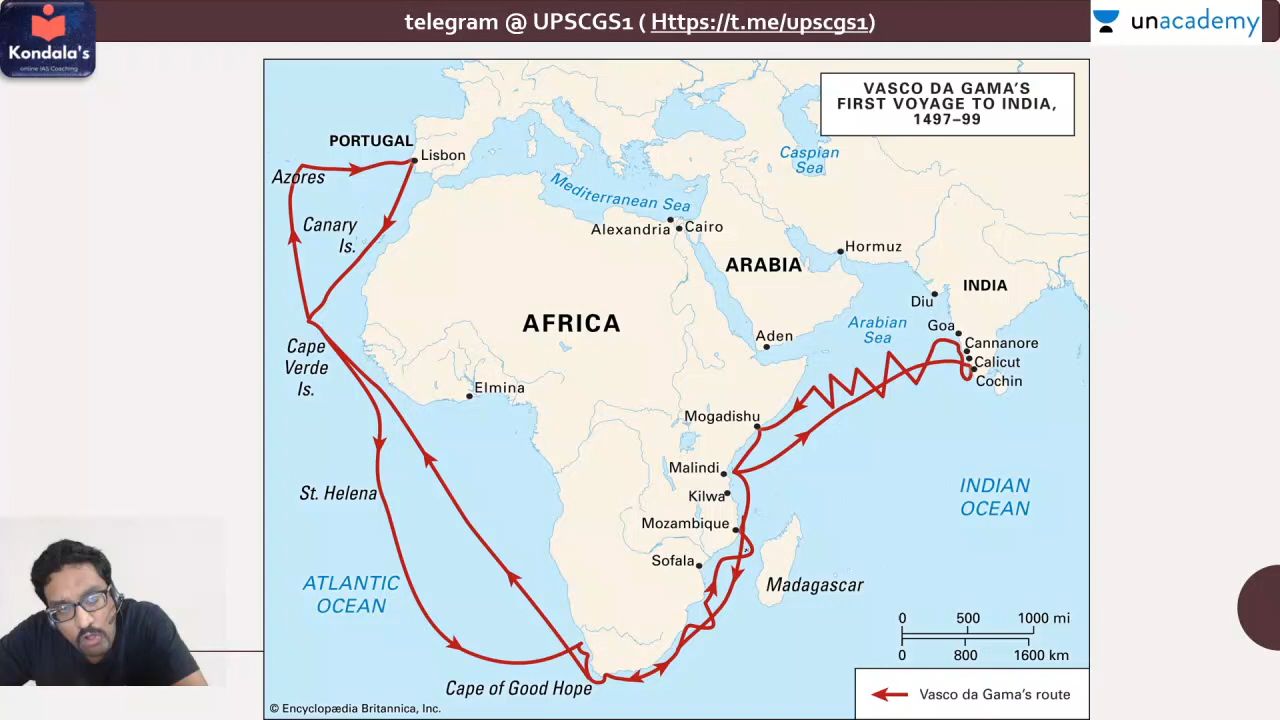 telegram @ UPSCGS1 ( Https://t.me/upscgs1)
Kondala's
online IAS Coaching
unacademy
VASCO DA GAMA'S
FIRST VOYAGE TO INDIA,
1497–99
PORTUGAL
Lisbon
Azores
Caspian
Sea
Mediterranean Sea
Canary
Is.
Alexandria
Cairo
Hormuz
ARABIA
INDIA
Diu
AFRICA
Arabian
Sea
Goa
Aden
Cannanore
Calicut
Cochin
Cape
Verde
Is.
Elmina
Mogadishu
Malindi
Kilwa
St. Helena
INDIAN
OCEAN
Mozambique
Sofala
Madagascar
ATLANTIC
OCEAN
0 500 1000 mi
0 800 1600 km
Cape of Good Hope
Vasco da Gama's route
© Encyclopædia Britannica, Inc.